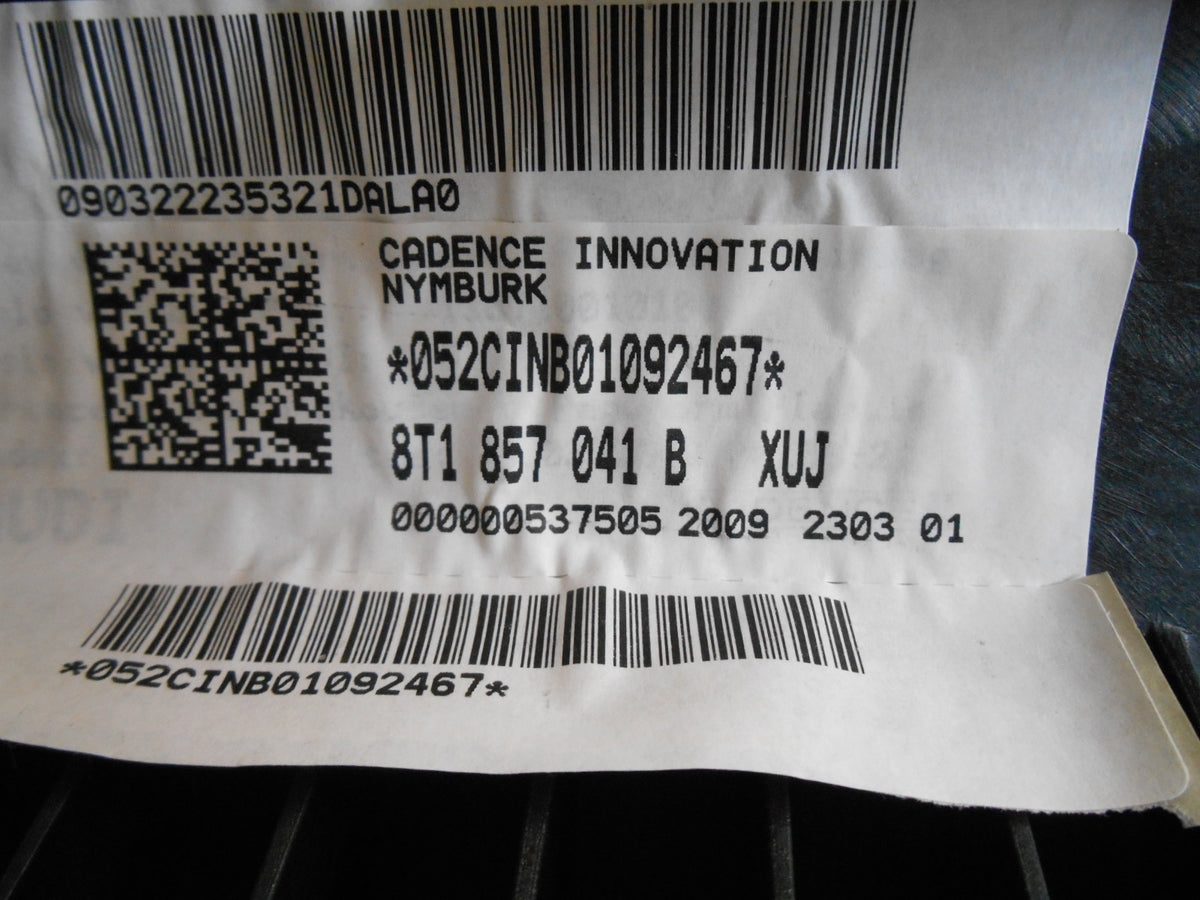 090322235321DALA0
CADENCE INNOVATION
NYMBURK
*052CINB01092467*
8T1 857 041 B XUJ
000000537505 2009 2303 01
*052CINB01092467*